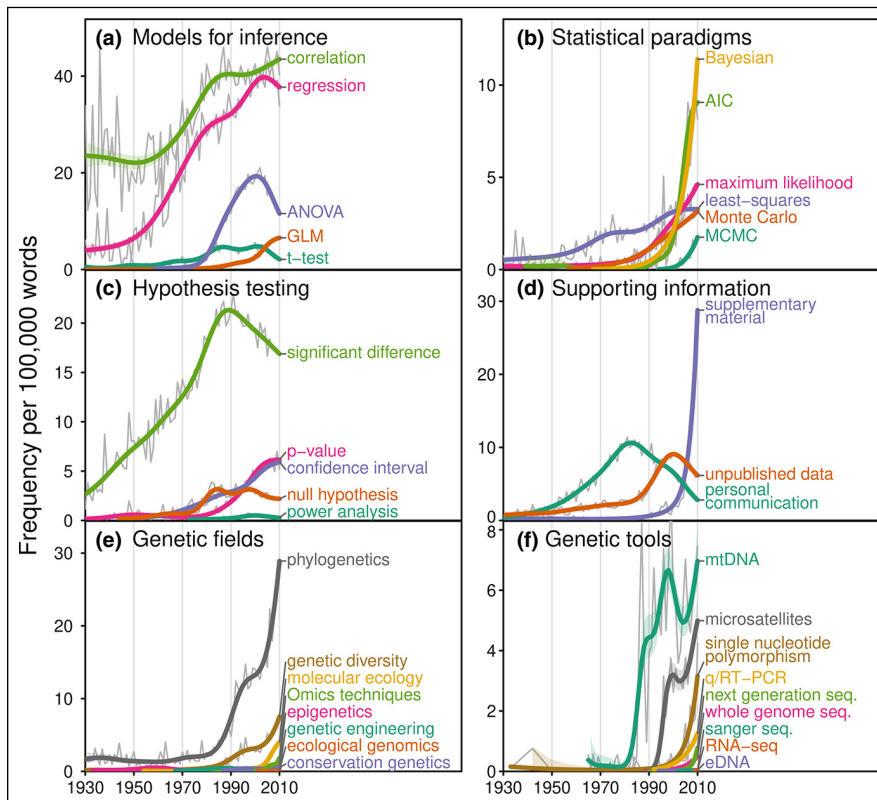 Frequency per 100,000 words
(a) Models for inference
40
20
0
correlation
regression
ANOVA
GLM
t−test
(b) Statistical paradigms
10
5
0
Bayesian
AIC
maximum likelihood
least−squares
Monte Carlo
MCMC
(c) Hypothesis testing
20
15
10
5
0
significant difference
p−value
confidence interval
null hypothesis
power analysis
(d) Supporting information
30
20
10
0
supplementary
material
unpublished data
personal
communication
(e) Genetic fields
30
20
10
0
phylogenetics
genetic diversity
molecular ecology
Omics techniques
epigenetics
genetic engineering
ecological genomics
conservation genetics
1930 1950 1970 1990 2010
(f) Genetic tools
8
6
4
2
0
mtDNA
microsatellites
single nucleotide
polymorphism
q/RT−PCR
next generation seq.
whole genome seq.
sanger seq.
RNA−seq
eDNA
1930 1950 1970 1990 2010